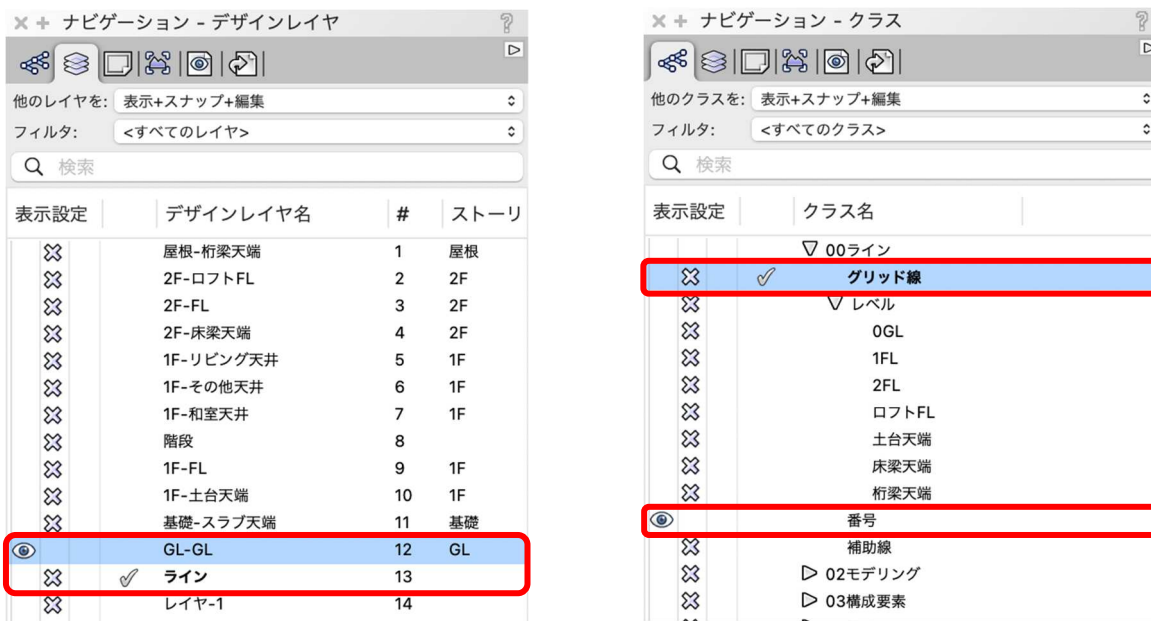 ナビゲーション - デザインレイヤ
他のレイヤを: 表示+スナップ+編集
フィルタ: <すべてのレイヤ>
検索
表示設定 デザインレイヤ名 # ストーリ
屋根-桁梁天端 1 屋根
2F-ロフトFL 2 2F
2F-FL 3 2F
2F-床梁天端 4 2F
1F-リビング天井 5 1F
1F-その他天井 6 1F
1F-和室天井 7 1F
階段 8
1F-FL 9 1F
1F-土台天端 10 1F
基礎-スラブ天端 11 基礎
GL-GL 12 GL
ライン 13
レイヤ-1 14
ナビゲーション - クラス
他のクラスを: 表示+スナップ+編集
フィルタ: <すべてのクラス>
検索
表示設定 クラス名
00ライン
グリッド線
レベル
0GL
1FL
2FL
ロフトFL
土台天端
床梁天端
桁梁天端
番号
補助線
02モデリング
03構成要素